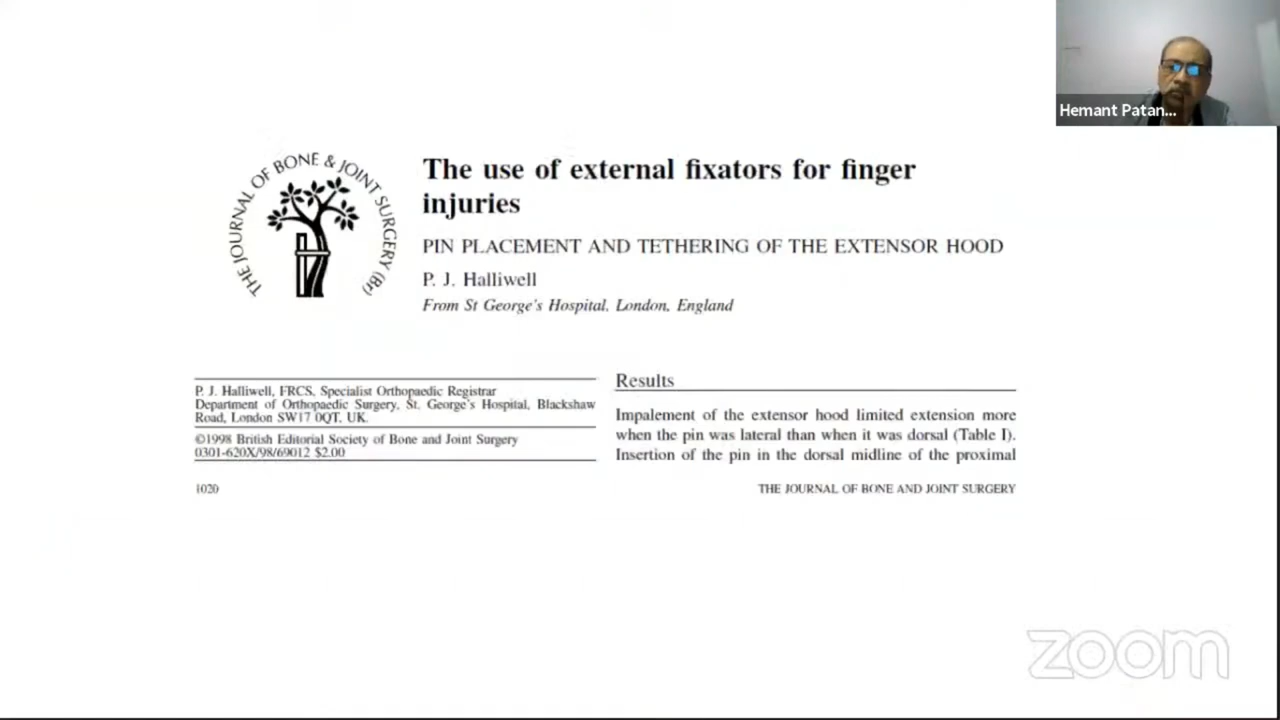 Hemant Patan...
THE JOURNAL OF BONE & JOINT SURGERY (Br)
The use of external fixators for finger
injuries
PIN PLACEMENT AND TETHERING OF THE EXTENSOR HOOD
P. J. Halliwell
From St George's Hospital, London, England
P. J. Halliwell, FRCS, Specialist Orthopaedic Registrar
Department of Orthopaedic Surgery, St. George's Hospital, Blackshaw
Road, London SW17 0QT, UK.
©1998 British Editorial Society of Bone and Joint Surgery
0301-620X/98/69012 $2.00
1020
Results
Impalement of the extensor hood limited extension more
when the pin was lateral than when it was dorsal (Table I).
Insertion of the pin in the dorsal midline of the proximal
THE JOURNAL OF BONE AND JOINT SURGERY
zoom